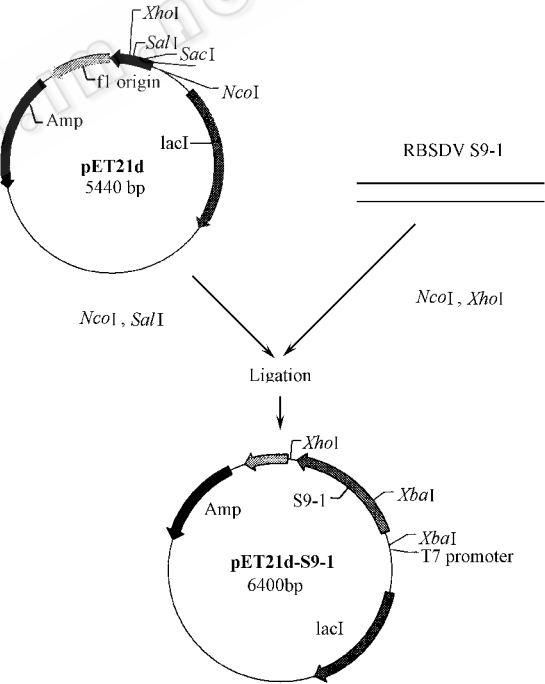 XhoI
SalI
SacI
NcoI
f1 origin
Amp
lacI
pET21d
5440 bp
RBSDV S9-1
NcoI , SalI
NcoI , XhoI
Ligation
XhoI
XbaI
S9-1
Amp
XbaI
T7 promoter
pET21d-S9-1
6400bp
lacI